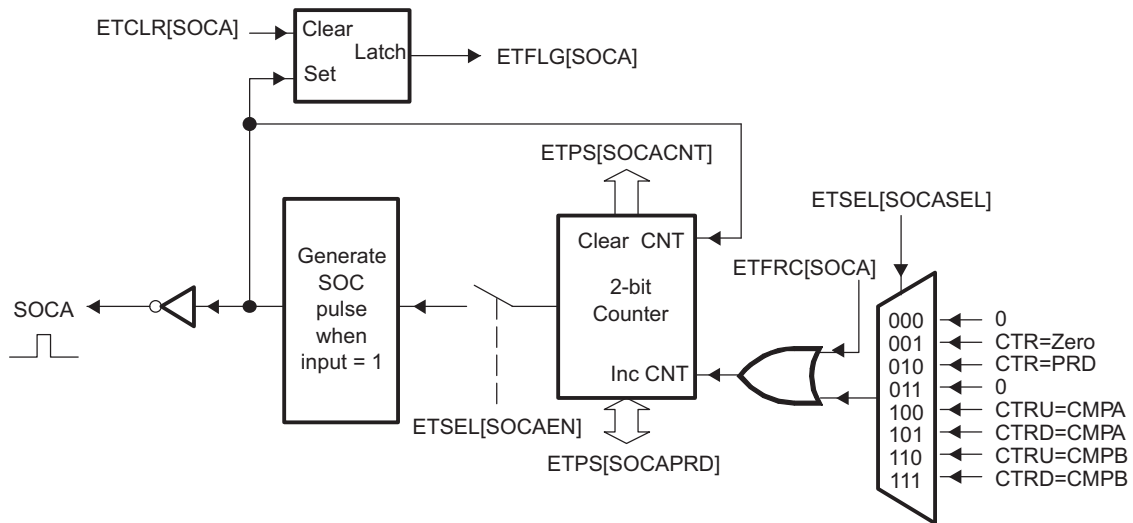 ETCLR[SOCA]
Clear
Latch
Set
ETFLG[SOCA]
ETPS[SOCACNT]
ETSEL[SOCASEL]
Generate
SOC
pulse
when
input = 1
Clear CNT
2-bit
Counter
Inc CNT
ETFRC[SOCA]
SOCA
ETSEL[SOCAEN]
ETPS[SOCAPRD]
000 0
001 CTR=Zero
010 CTR=PRD
011 0
100 CTRU=CMPA
101 CTRD=CMPA
110 CTRU=CMPB
111 CTRD=CMPB